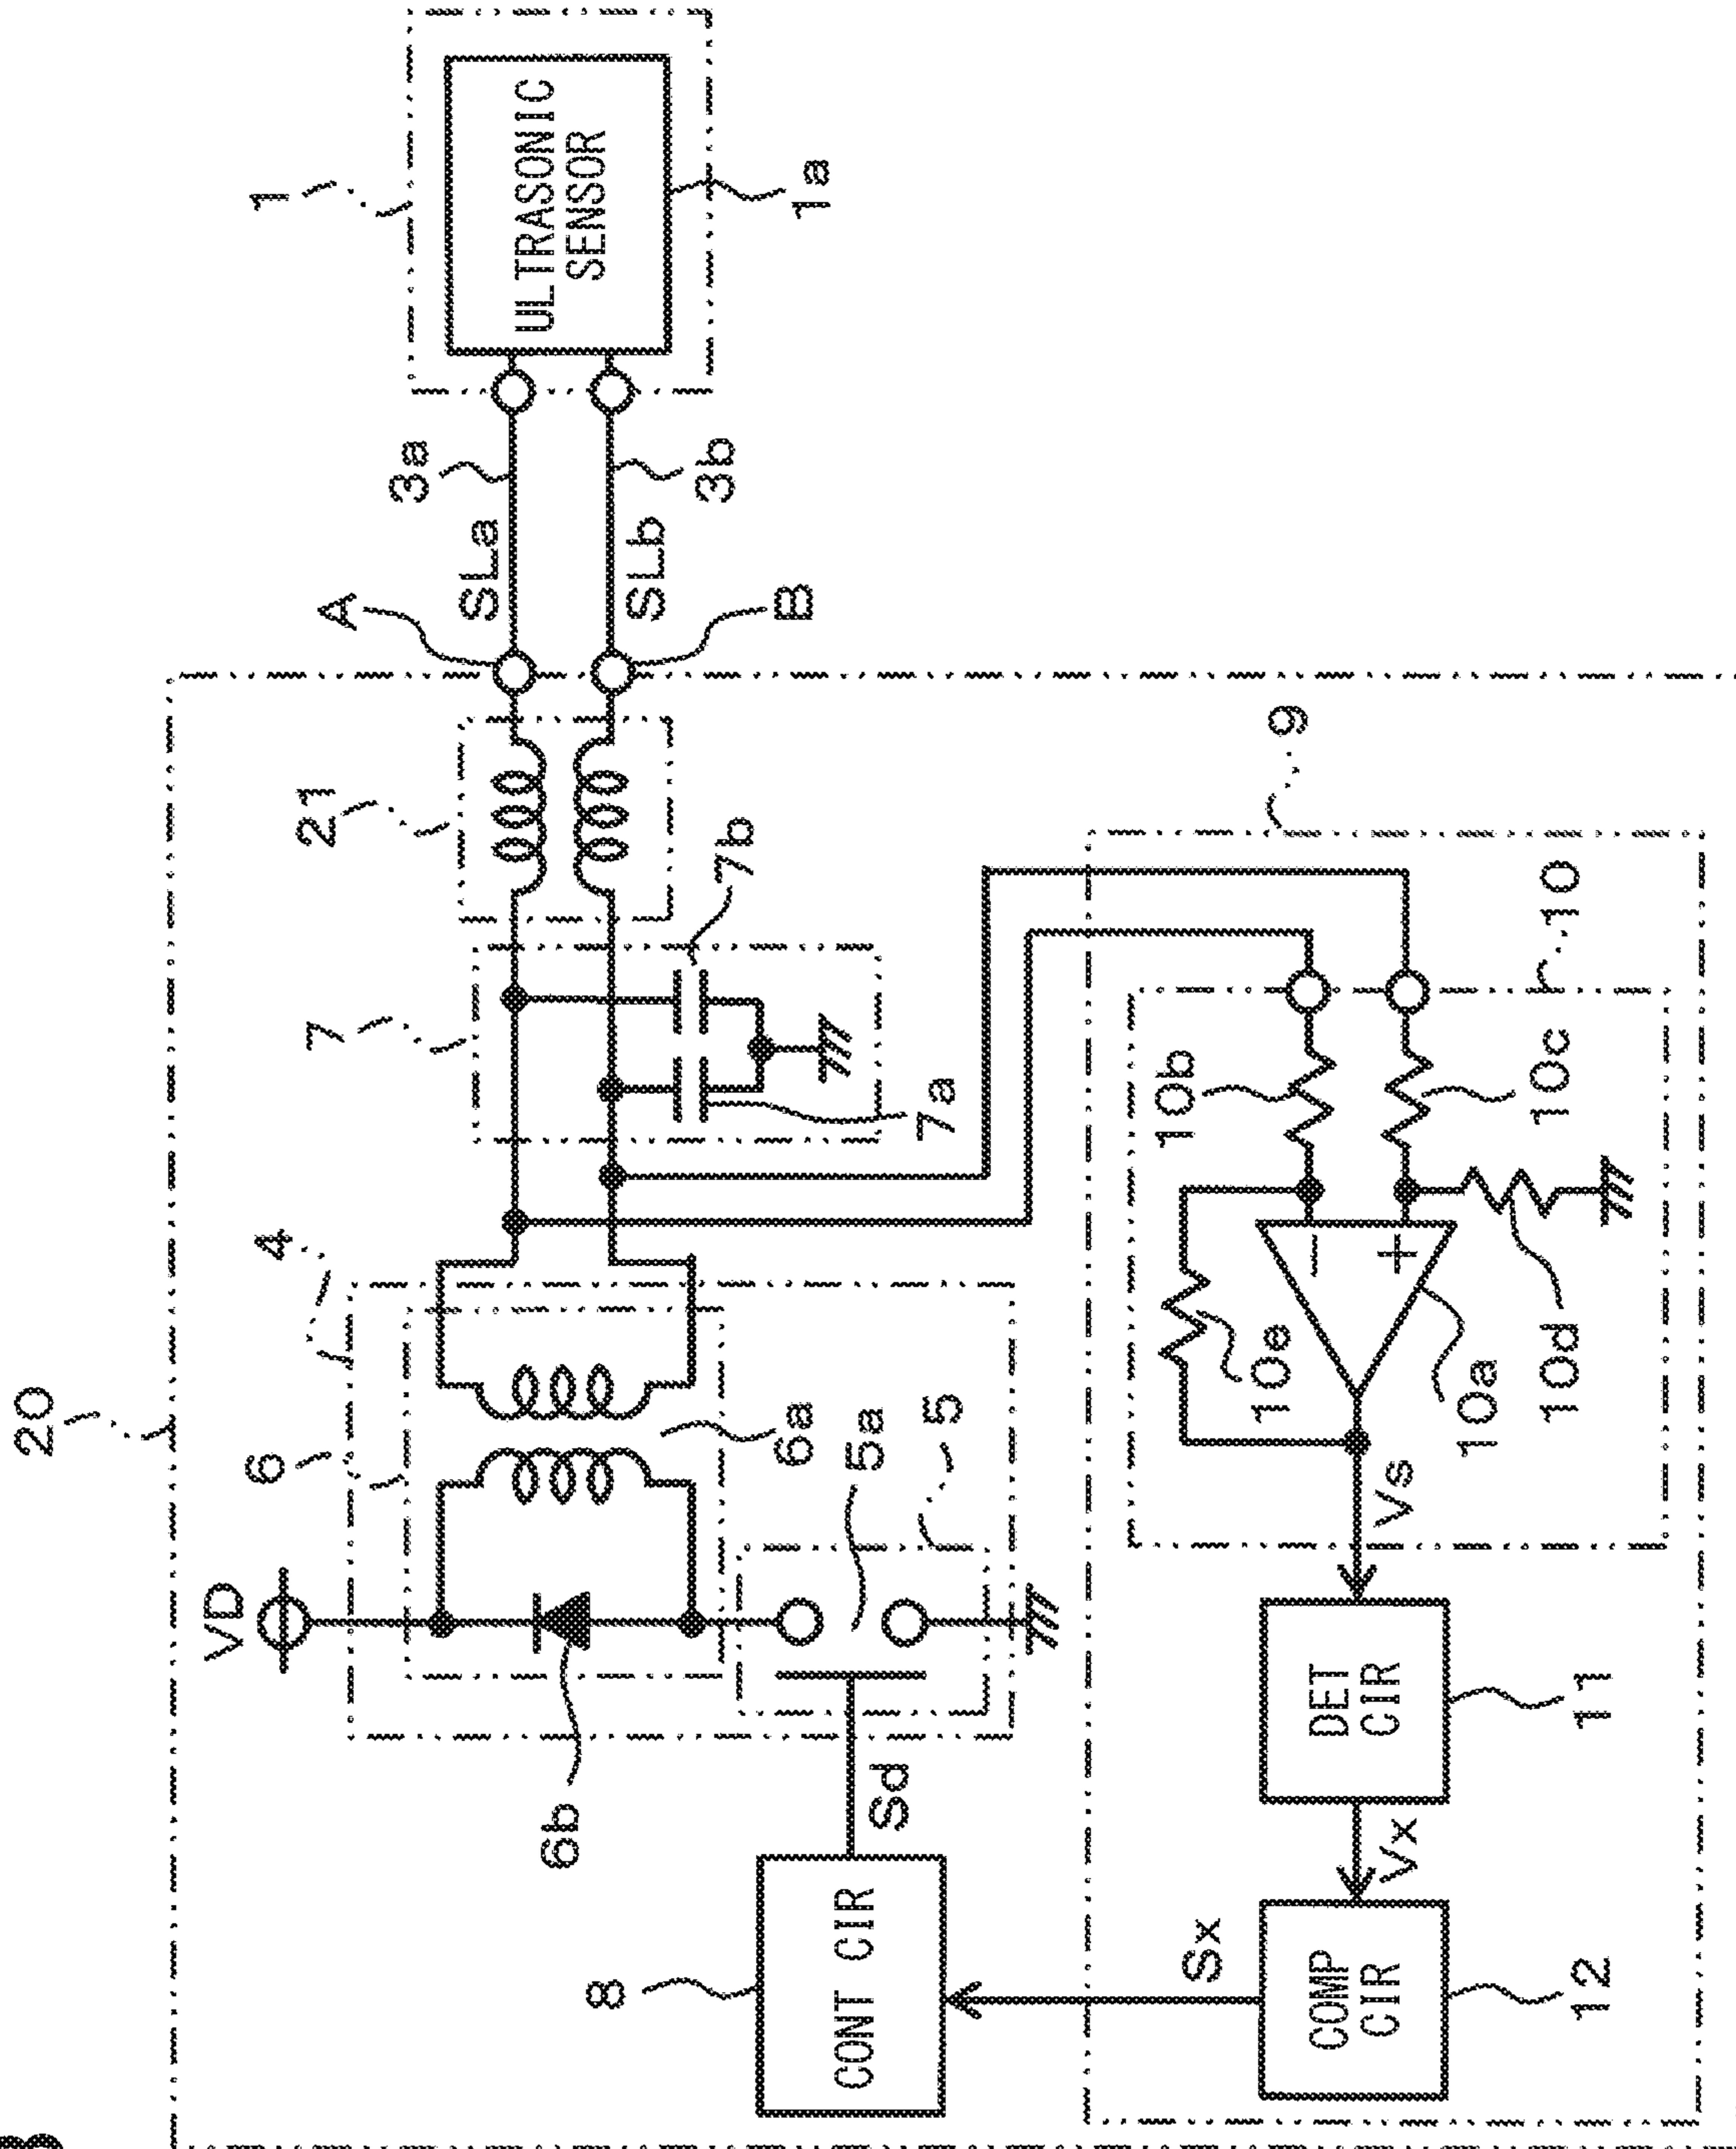 20
VD
6
4
7
21
A
SLa
3a
1
ULTRASONIC
SENSOR
1a
3b
SLb
B
7b
7a
6a
5a
5
6b
Sd
8
CONT CIR
Sx
9
10
10b
10c
10e
10a
10d
Vs
DET
CIR
11
Vx
COMP
CIR
12